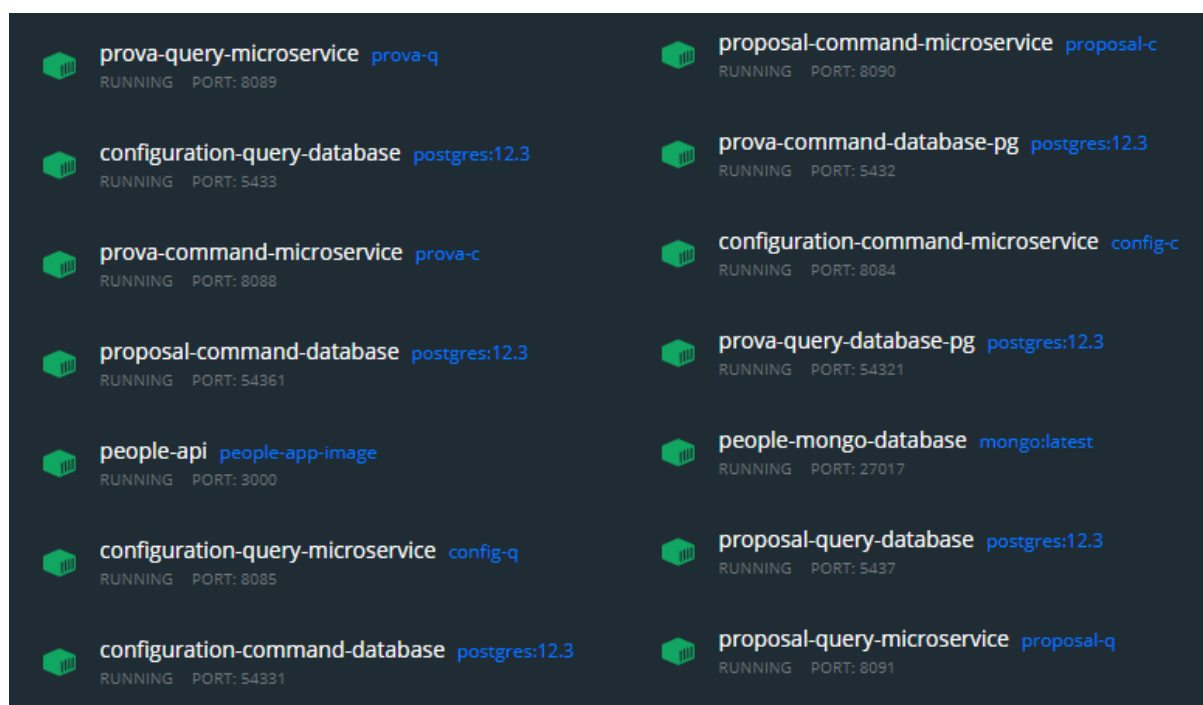 prova-query-microservice prova-q
RUNNING PORT: 8089
configuration-query-database postgres:12.3
RUNNING PORT: 5433
prova-command-microservice prova-c
RUNNING PORT: 8088
proposal-command-database postgres:12.3
RUNNING PORT: 54361
people-api people-app-image
RUNNING PORT: 3000
configuration-query-microservice config-q
RUNNING PORT: 8085
configuration-command-database postgres:12.3
RUNNING PORT: 54331
proposal-command-microservice proposal-c
RUNNING PORT: 8090
prova-command-database-pg postgres:12.3
RUNNING PORT: 5432
configuration-command-microservice config-c
RUNNING PORT: 8084
prova-query-database-pg postgres:12.3
RUNNING PORT: 54321
people-mongo-database mongo:latest
RUNNING PORT: 27017
proposal-query-database postgres:12.3
RUNNING PORT: 5437
proposal-query-microservice proposal-q
RUNNING PORT: 8091